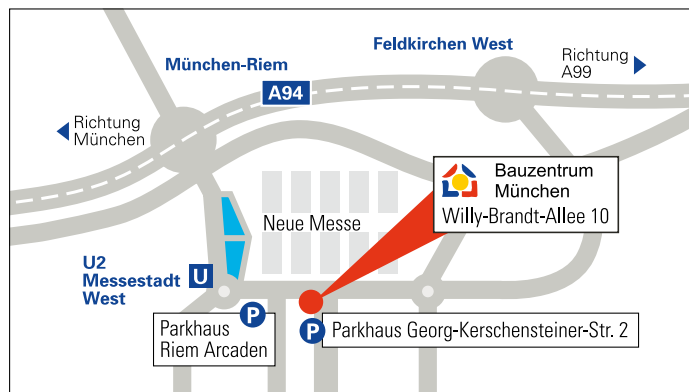 Feldkirchen West
München-Riem
Richtung
A99
A94
Richtung
München
Bauzentrum
München
Willy-Brandt-Allee 10
Neue Messe
U2
Messestadt
West
U
P
Parkhaus
Riem Arcaden
P
Parkhaus Georg-Kerschensteiner-Str. 2